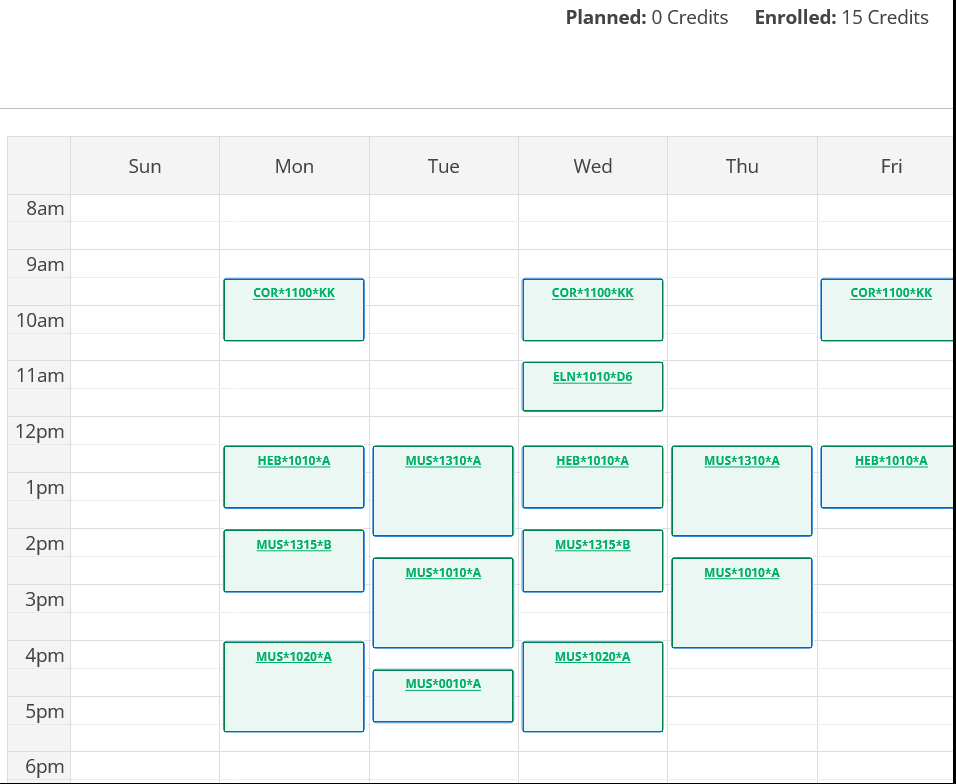 Planned: 0 Credits Enrolled: 15 Credits
Sun Mon Tue Wed Thu Fri
8am
9am
COR*1100*KK COR*1100*KK COR*1100*KK
10am
11am
ELN*1010*D6
12pm
HEB*1010*A MUS*1310*A HEB*1010*A MUS*1310*A HEB*1010*A
1pm
2pm
MUS*1315*B MUS*1315*B
MUS*1010*A MUS*1010*A
3pm
4pm
MUS*1020*A MUS*1020*A
MUS*0010*A
5pm
6pm